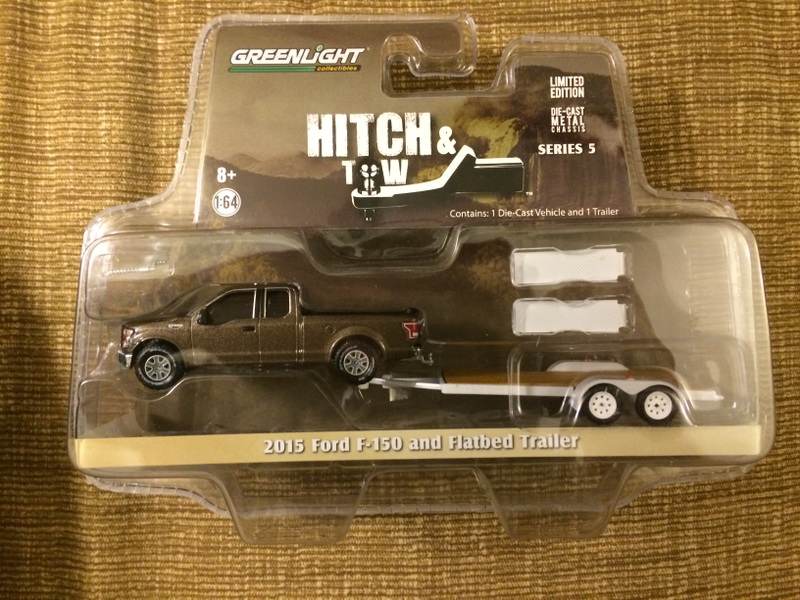 GREENLIGHT
collectibles
LIMITED
EDITION
DIE-CAST
METAL
CHASSIS
HITCH &
TOW
SERIES 5
™
8+
1:64
Contains: 1 Die-Cast Vehicle and 1 Trailer
2015 Ford F-150 and Flatbed Trailer